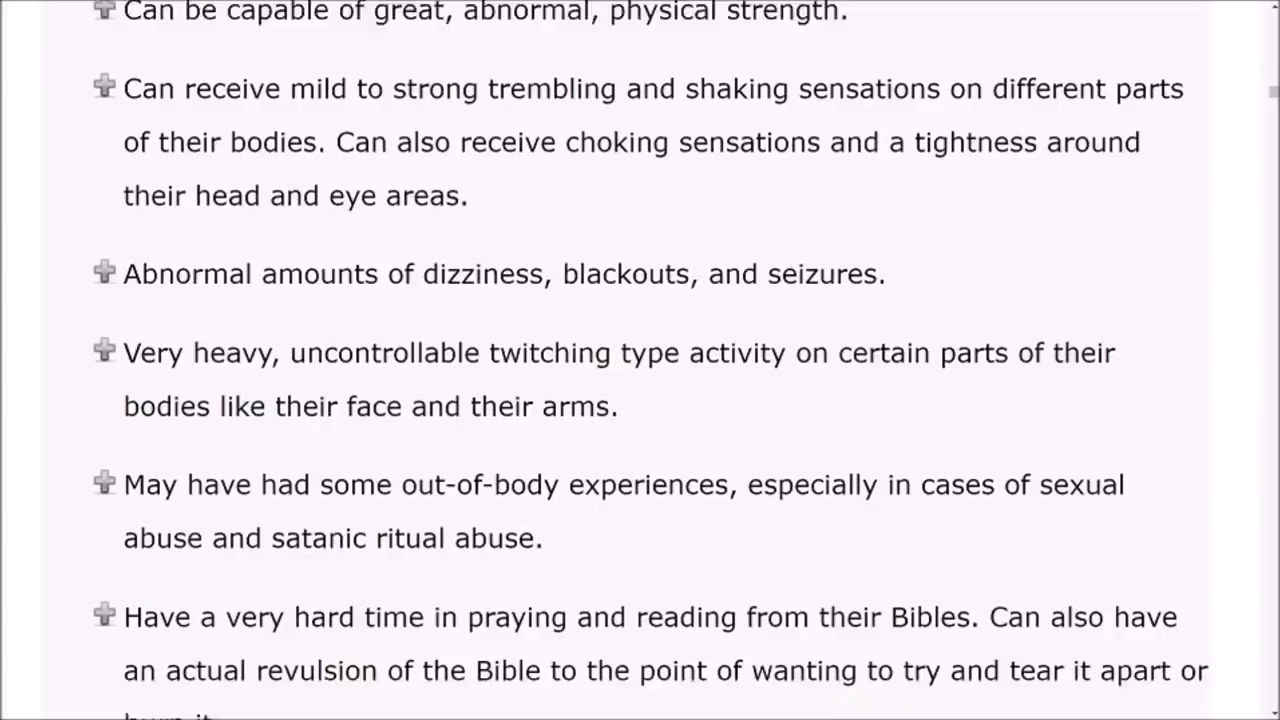 Can be capable of great, abnormal, physical strength.
Can receive mild to strong trembling and shaking sensations on different parts
of their bodies. Can also receive choking sensations and a tightness around
their head and eye areas.
Abnormal amounts of dizziness, blackouts, and seizures.
Very heavy, uncontrollable twitching type activity on certain parts of their
bodies like their face and their arms.
May have had some out-of-body experiences, especially in cases of sexual
abuse and satanic ritual abuse.
Have a very hard time in praying and reading from their Bibles. Can also have
an actual revulsion of the Bible to the point of wanting to try and tear it apart or
burn it.